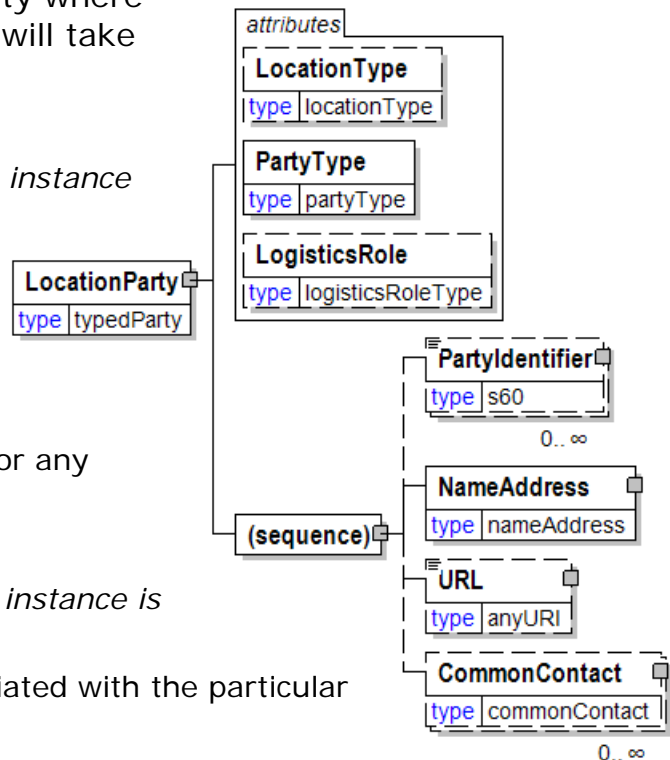 ty where
will take
instance
or any
instance is
iated with the particular
attributes
LocationType
type locationType
PartyType
type partyType
LogisticsRole
type logisticsRoleType
LocationParty
type typedParty
PartyIdentifier
type s60
0.. ∞
NameAddress
type nameAddress
(sequence)
URL
type anyURI
CommonContact
type commonContact
0.. ∞